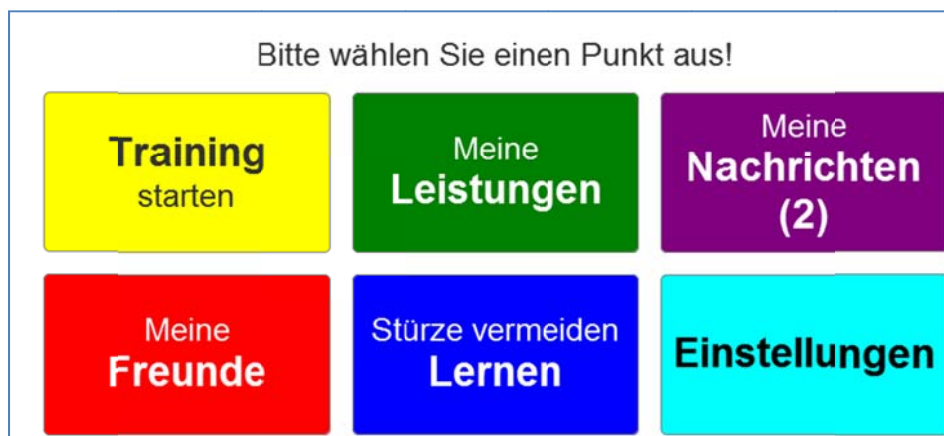 Bitte wählen Sie einen Punkt aus!
Training
starten
Meine
Leistungen
Meine
Nachrichten
(2)
Meine
Freunde
Stürze vermeiden
Lernen
Einstellungen